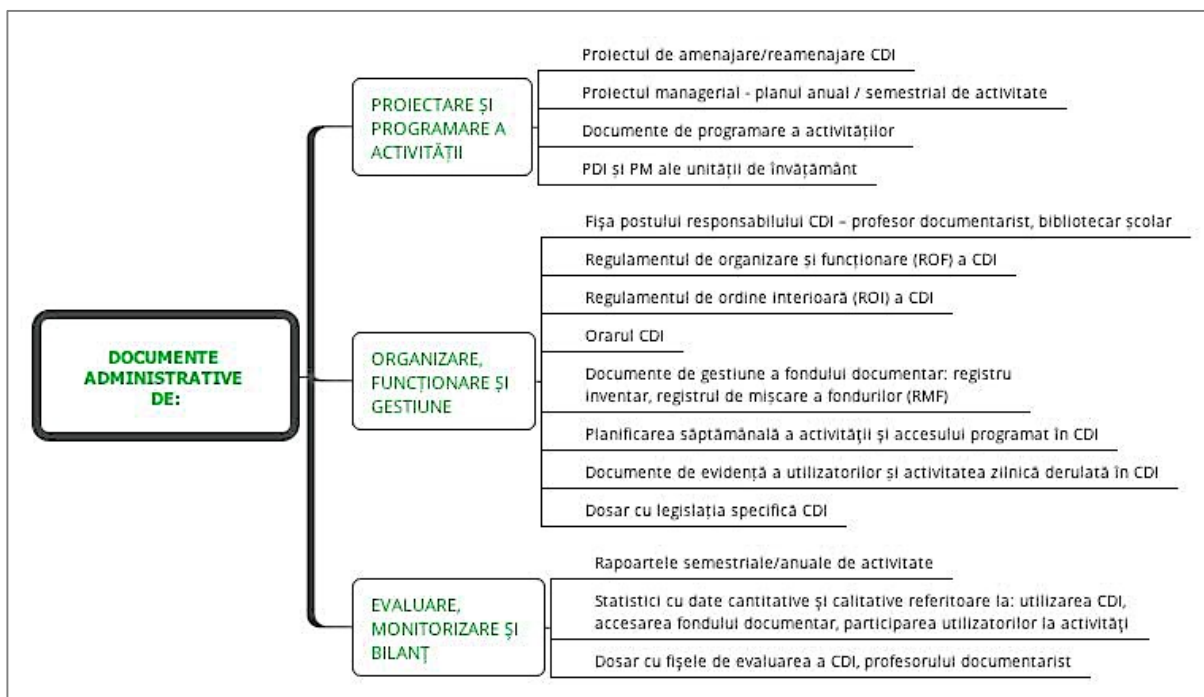 DOCUMENTE
ADMINISTRATIVE
DE:
PROIECTARE ȘI
PROGRAMARE A
ACTIVITĂȚII
Proiectul de amenajare/reamenajare CDI
Proiectul managerial - planul anual / semestrial de activitate
Documente de programare a activităților
PDI și PM ale unității de învățământ
ORGANIZARE,
FUNCȚIONARE ȘI
GESTIUNE
Fișa postului responsabilului CDI – profesor documentarist, bibliotecar școlar
Regulamentul de organizare și funcționare (ROF) a CDI
Regulamentul de ordine interioară (ROI) a CDI
Orarul CDI
Documente de gestiune a fondului documentar: registru
inventar, registrul de mișcare a fondurilor (RMF)
Planificarea săptămânală a activității și accesului programat în CDI
Documente de evidență a utilizatorilor și activitatea zilnică derulată în CDI
Dosar cu legislația specifică CDI
EVALUARE,
MONITORIZARE ȘI
BILANȚ
Rapoartele semestriale/anuale de activitate
Statistici cu date cantitative și calitative referitoare la: utilizarea CDI,
accesarea fondului documentar, participarea utilizatorilor la activități
Dosar cu fișele de evaluarea a CDI, profesorului documentarist